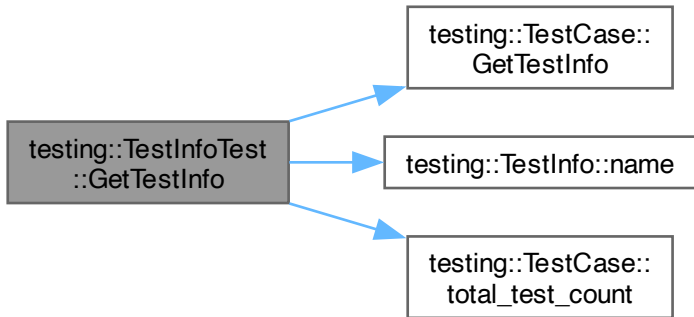 testing::TestInfoTest
::GetTestInfo
testing::TestCase::
GetTestInfo
testing::TestInfo::name
testing::TestCase::
total_test_count